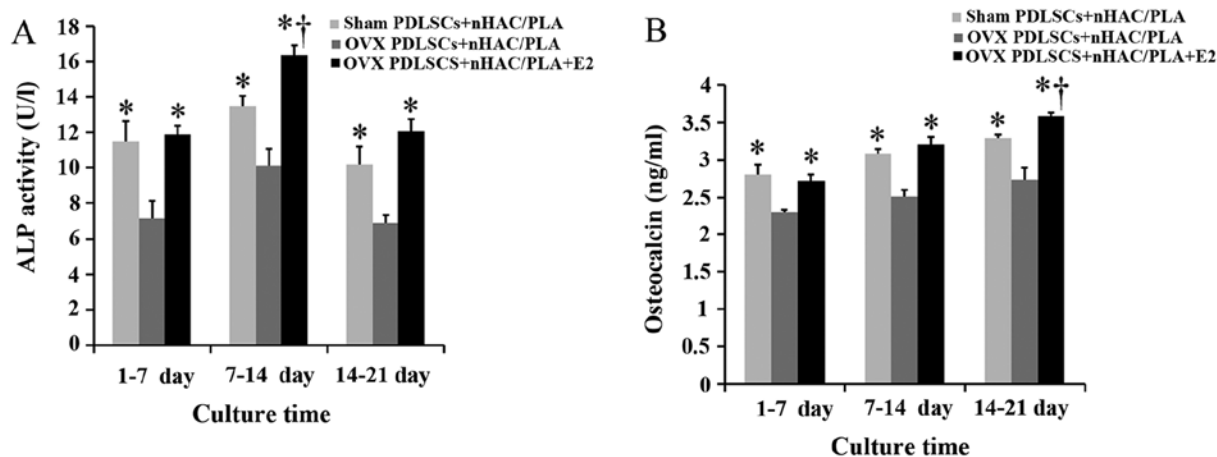 A
Sham PDLSCs+nHAC/PLA
OVX PDLSCs+nHAC/PLA
OVX PDLSCS+nHAC/PLA+E2
ALP activity (U/l)
18
16
14
12
10
8
6
4
2
0
* * * *† * *
1-7 day 7-14 day 14-21 day
Culture time
B
Sham PDLSCs+nHAC/PLA
OVX PDLSCs+nHAC/PLA
OVX PDLSCS+nHAC/PLA+E2
Osteocalcin (ng/ml)
4
3.5
3
2.5
2
1.5
1
0.5
0
* * * * * *†
1-7 day 7-14 day 14-21 day
Culture time